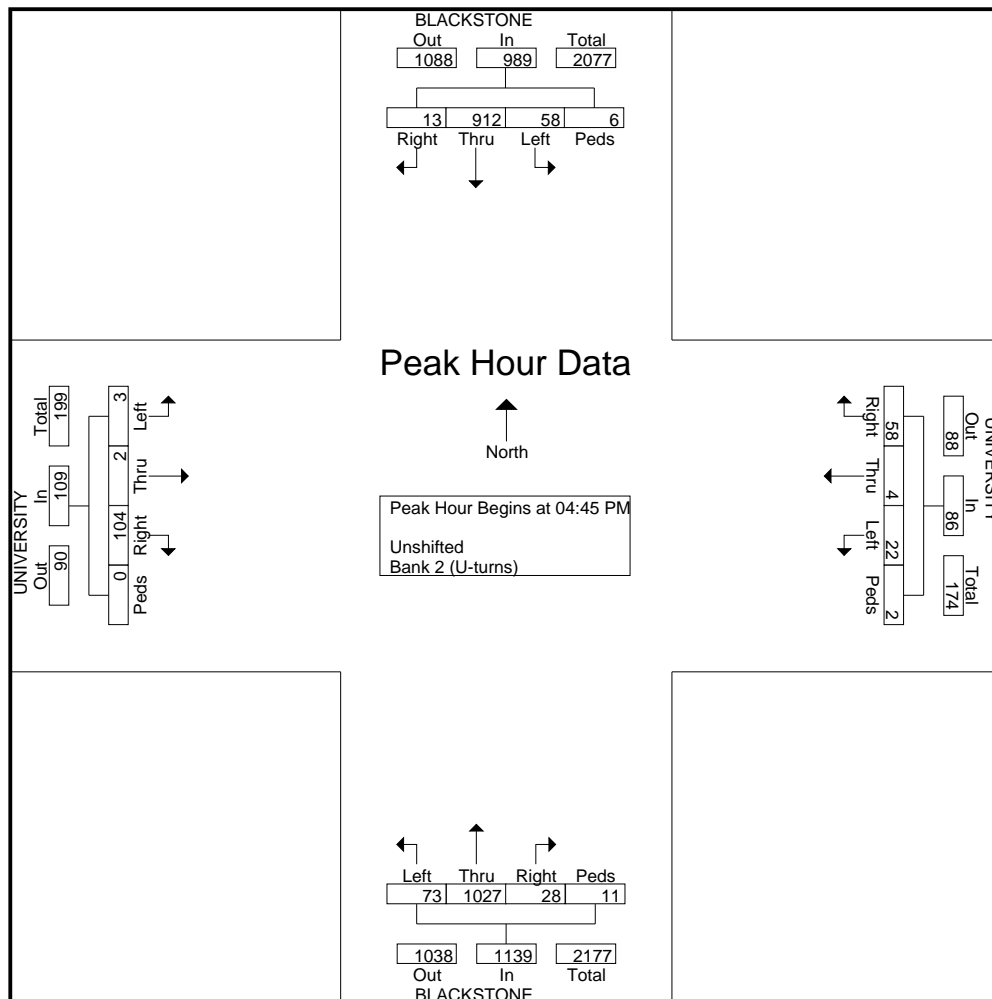 BLACKSTONE
Out In Total
1088 989 2077
13 912 58 6
Right Thru Left Peds
Peak Hour Data
North
Peak Hour Begins at 04:45 PM
Unshifted
Bank 2 (U-turns)
UNIVERSITY
Out In Total
90 109 199
3 2 104 0
Left Thru Right Peds
UNIVERSITY
Out In Total
88 86 174
58 4 22 2
Right Thru Left Peds
Left Thru Right Peds
73 1027 28 11
1038 1139 2177
Out In Total
BLACKSTONE